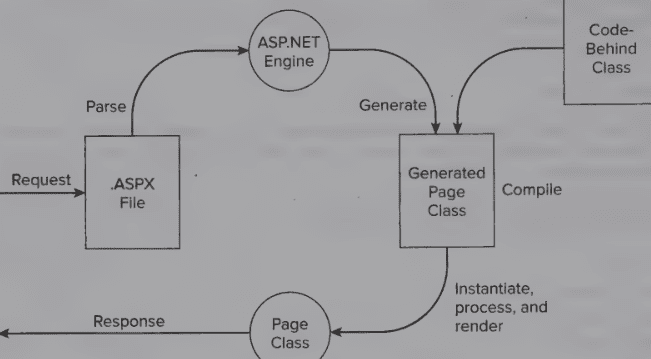 ASP.NET
Engine
Code-
Behind
Class
Parse
Generate
Request
.ASPX
File
Generated
Page
Class
Compile
Instantiate,
process, and
render
Response
Page
Class